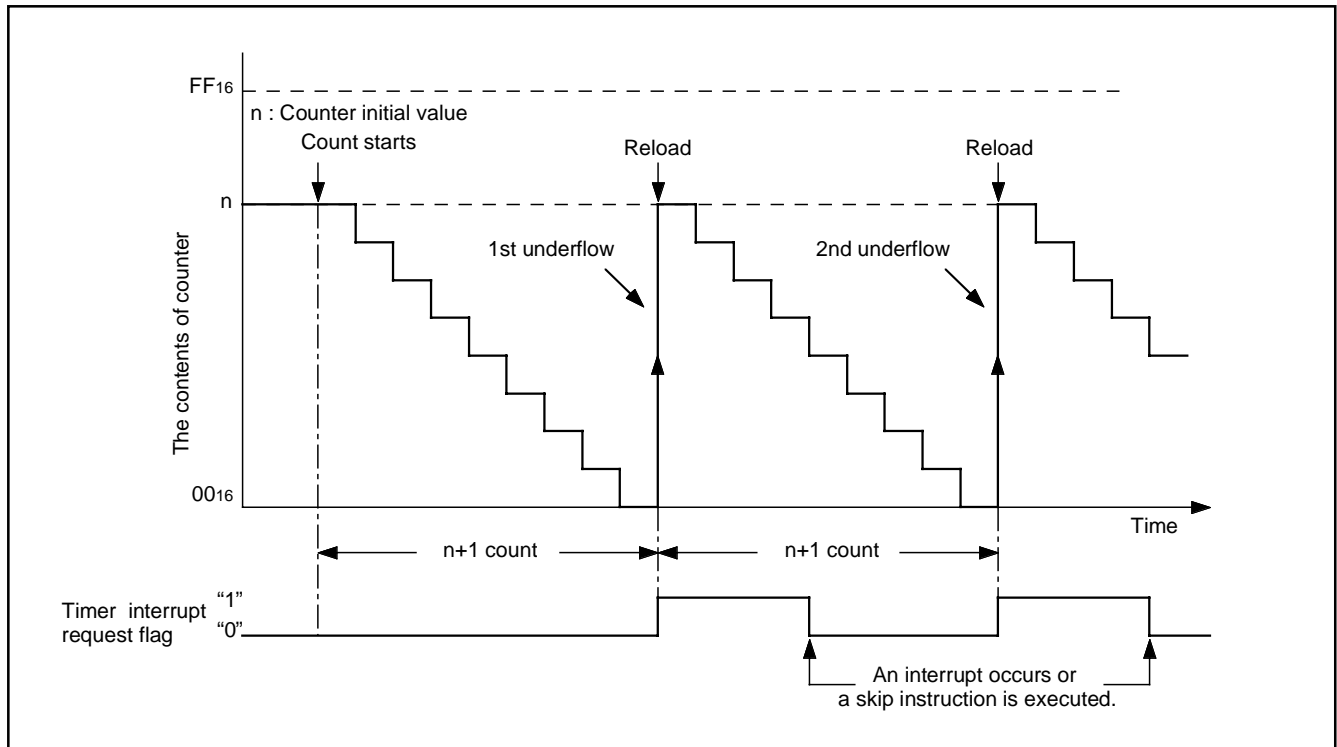 FF16
n : Counter initial value
Count starts
Reload
Reload
n
1st underflow
2nd underflow
The contents of counter
0016
Time
n+1 count
n+1 count
Timer interrupt
request flag
“1”
“0”
An interrupt occurs or
a skip instruction is executed.